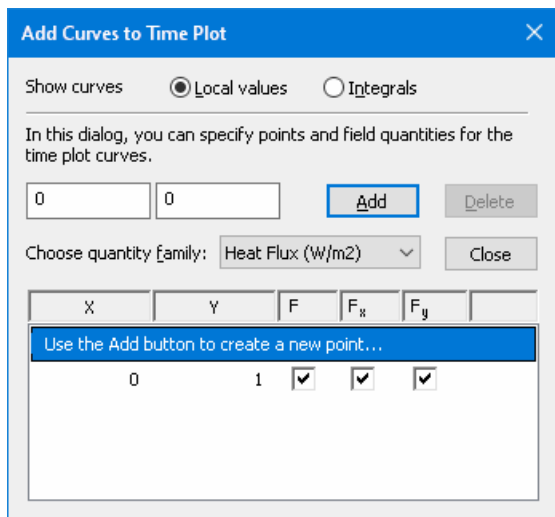 Add Curves to Time Plot
Show curves Local values Integrals
In this dialog, you can specify points and field quantities for the
time plot curves.
0 0 Add Delete
Choose quantity family: Heat Flux (W/m2) Close
X Y F Fx Fy
Use the Add button to create a new point...
0 1